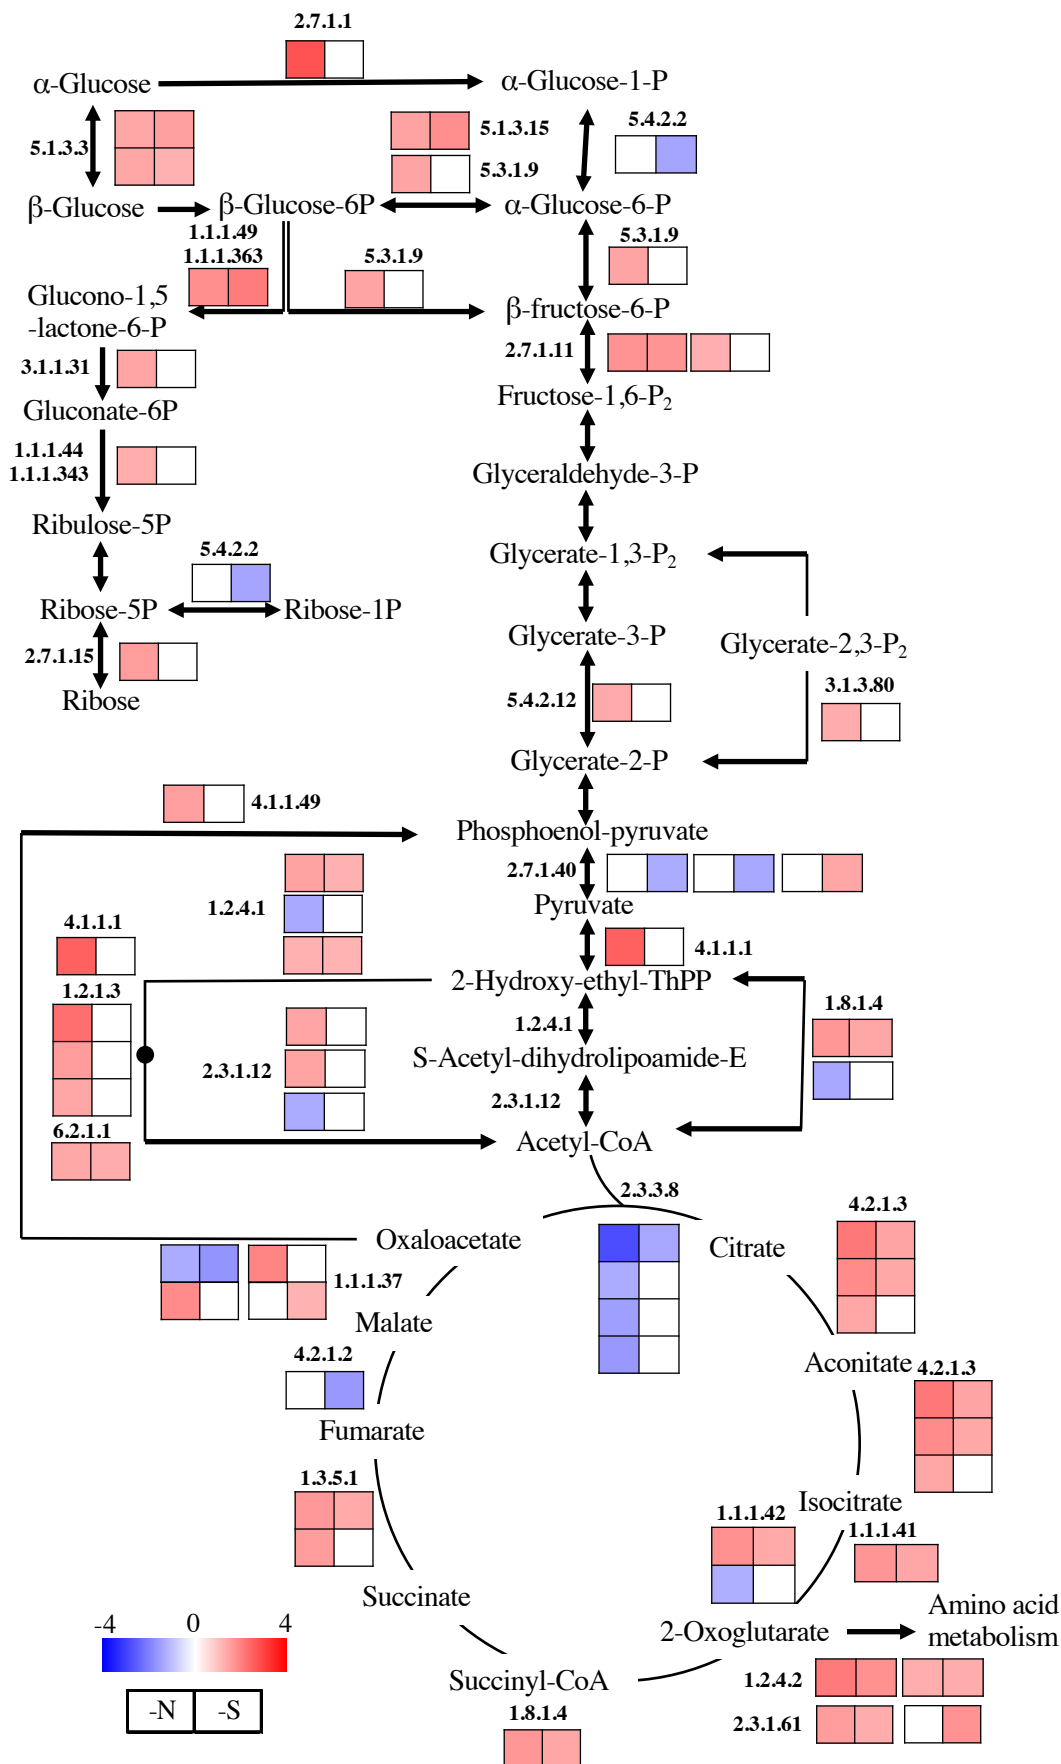 2.7.1.1
α-Glucose
α-Glucose-1-P
5.1.3.3
5.1.3.15
5.3.1.9
5.4.2.2
β-Glucose
β-Glucose-6P
α-Glucose-6-P
1.1.1.49
1.1.1.363
5.3.1.9
5.3.1.9
Glucono-1,5
-lactone-6-P
β-fructose-6-P
3.1.1.31
2.7.1.11
Gluconate-6P
Fructose-1,6-P₂
1.1.1.44
1.1.1.343
Glyceraldehyde-3-P
Ribulose-5P
5.4.2.2
Glycerate-1,3-P₂
Ribose-5P
Ribose-1P
Glycerate-3-P
Glycerate-2,3-P₂
2.7.1.15
Ribose
5.4.2.12
3.1.3.80
Glycerate-2-P
4.1.1.49
Phosphoenol-pyruvate
2.7.1.40
1.2.4.1
Pyruvate
4.1.1.1
4.1.1.1
1.2.1.3
2-Hydroxy-ethyl-ThPP
1.8.1.4
1.2.4.1
2.3.1.12
S-Acetyl-dihydrolipoamide-E
2.3.1.12
6.2.1.1
Acetyl-CoA
2.3.3.8
4.2.1.3
Oxaloacetate
Citrate
1.1.1.37
Malate
4.2.1.2
Aconitate
4.2.1.3
Fumarate
1.3.5.1
Isocitrate
1.1.1.42
1.1.1.41
Succinate
-4 0 4
2-Oxoglutarate
Amino acid
metabolism
Succinyl-CoA
1.2.4.2
-N -S
1.8.1.4
2.3.1.61